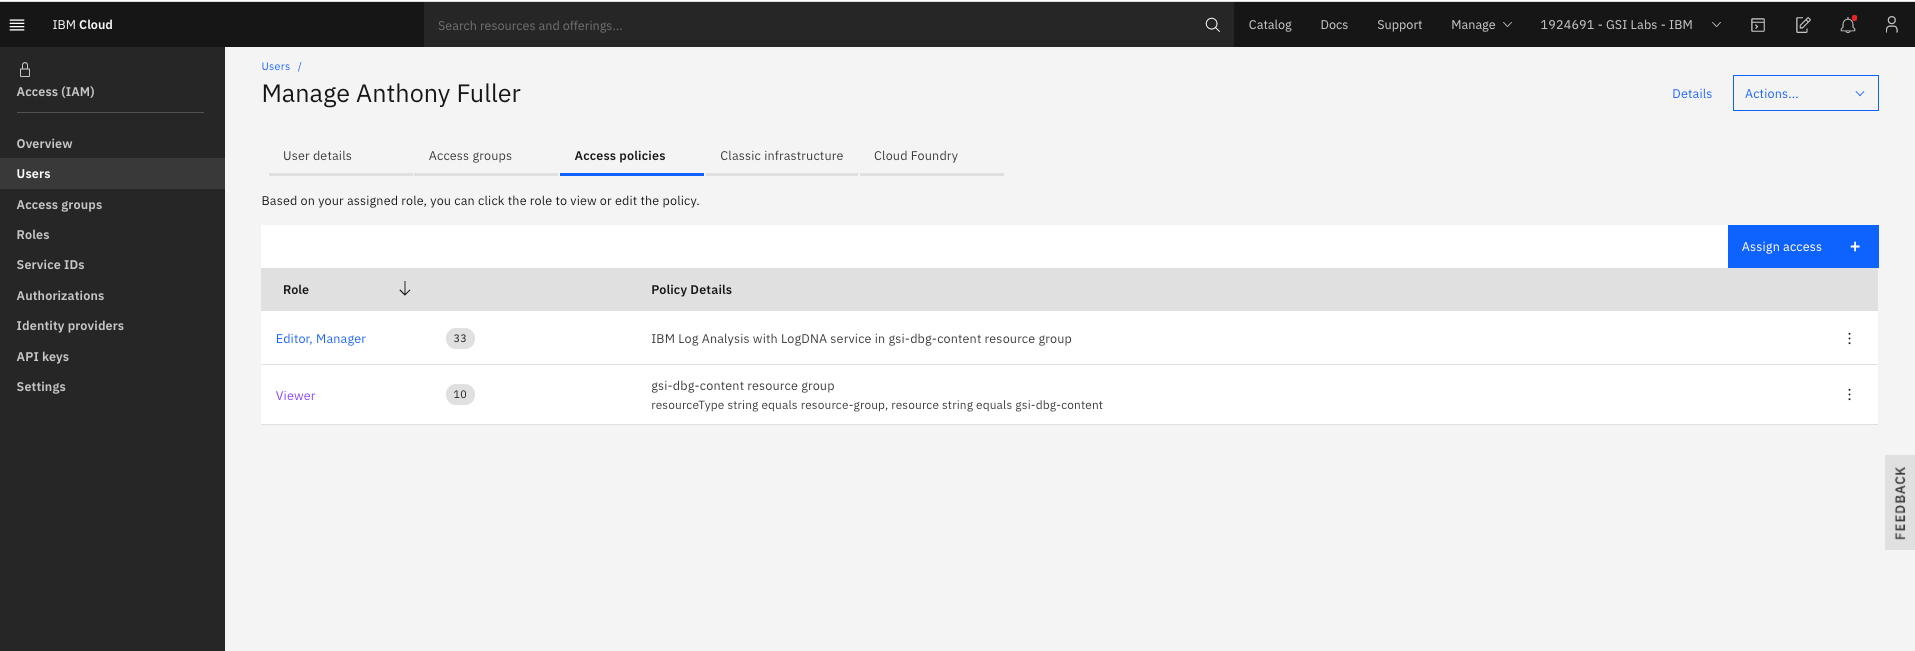 IBM Cloud
Search resources and offerings...
Catalog
Docs
Support
Manage
1924691 - GSI Labs - IBM
Access (IAM)
Overview
Users
Access groups
Roles
Service IDs
Authorizations
Identity providers
API keys
Settings
Users /
Manage Anthony Fuller
Details
Actions...
User details
Access groups
Access policies
Classic infrastructure
Cloud Foundry
Based on your assigned role, you can click the role to view or edit the policy.
Assign access +
Role
Policy Details
Editor, Manager
33
IBM Log Analysis with LogDNA service in gsi-dbg-content resource group
Viewer
10
gsi-dbg-content resource group
resourceType string equals resource-group, resource string equals gsi-dbg-content
FEEDBACK